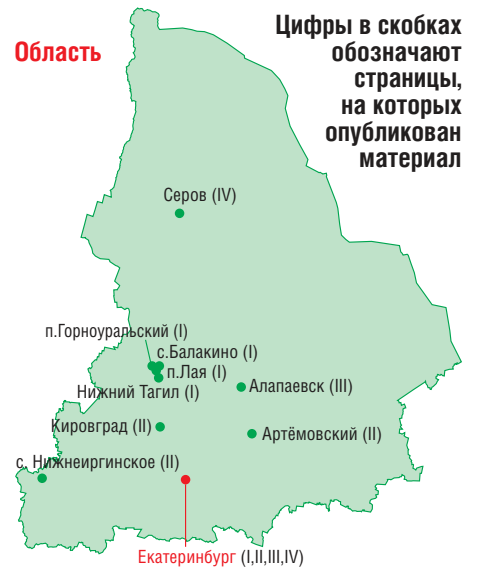 Область
Цифры в скобках
обозначают
страницы,
на которых
опубликован
материал
Серов (IV)
п.Горноуральский (I)
с.Балакино (I)
п.Лая (I)
Нижний Тагил (I)
Алапаевск (III)
Кировград (II)
Артёмовский (II)
с. Нижнеиргинское (II)
Екатеринбург (I,II,III,IV)